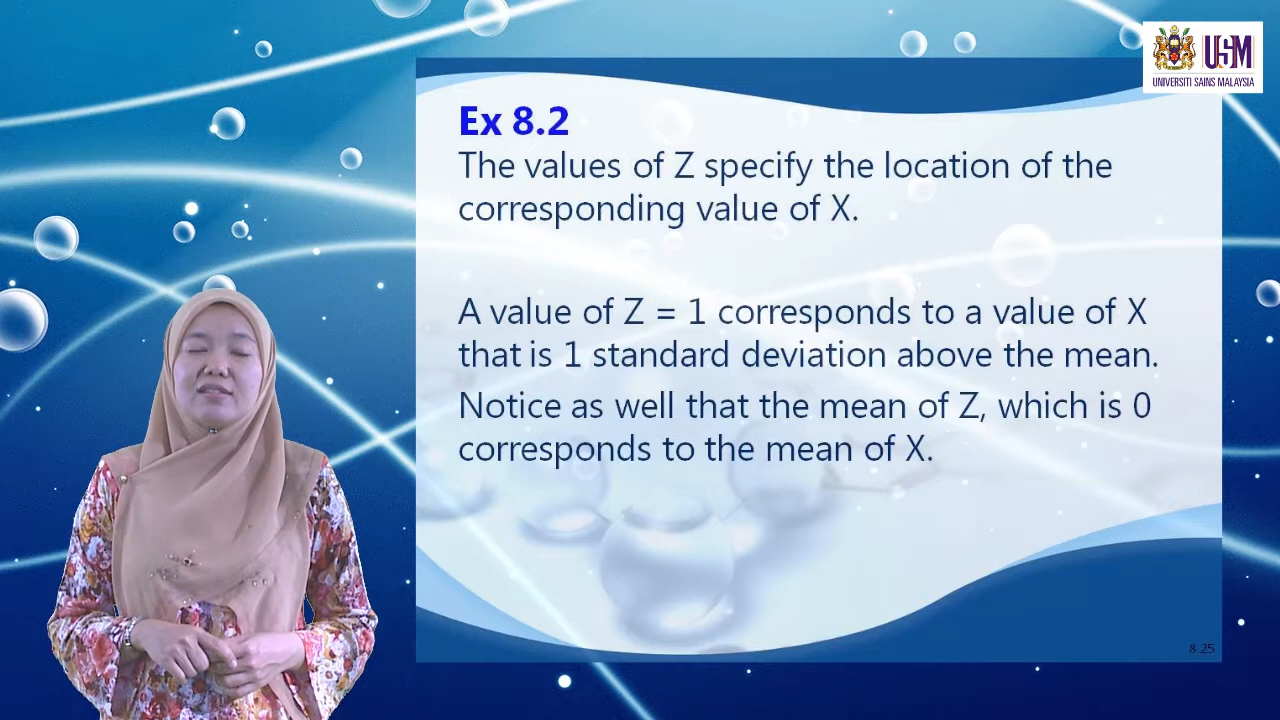 USM
UNIVERSITI SAINS MALAYSIA
Ex 8.2
The values of Z specify the location of the
corresponding value of X.
A value of Z = 1 corresponds to a value of X
that is 1 standard deviation above the mean.
Notice as well that the mean of Z, which is 0
corresponds to the mean of X.
8.25